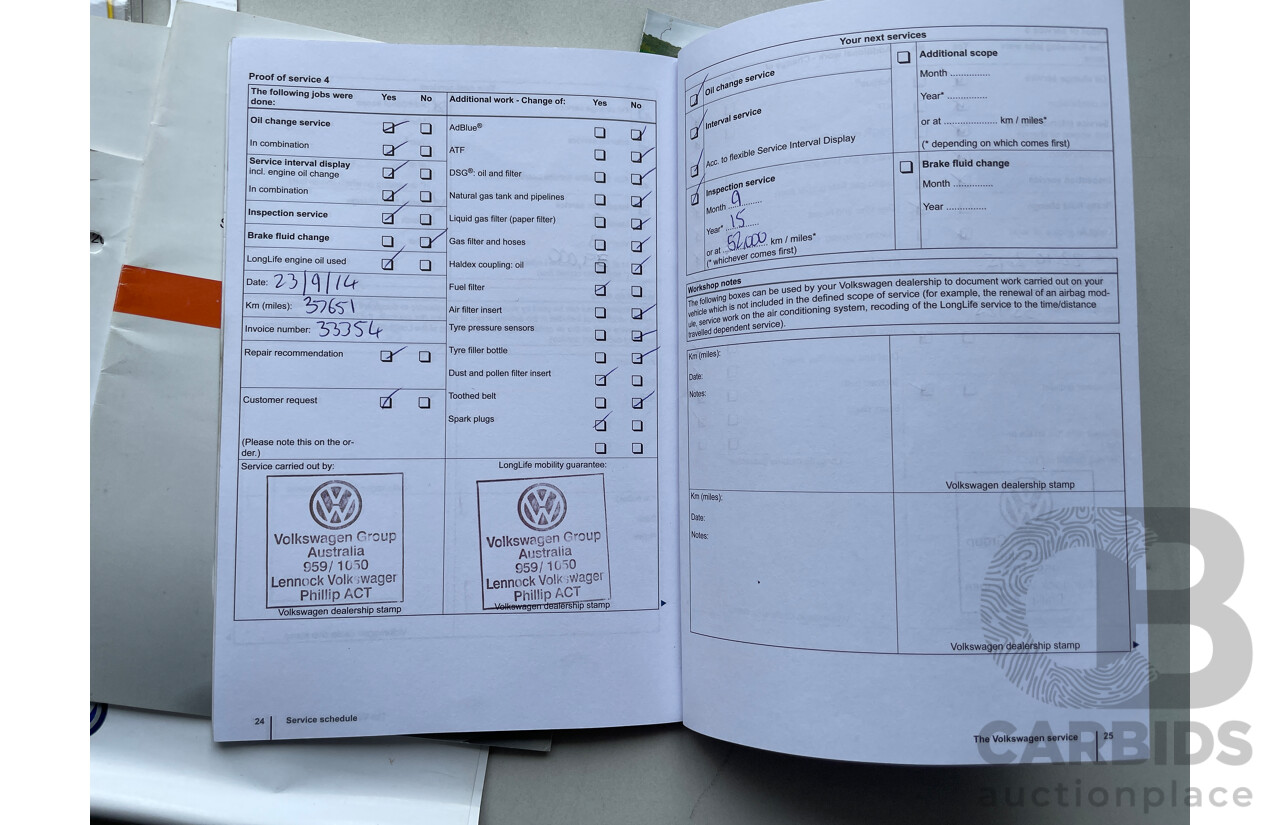 Proof of service 4
The following jobs were done: Yes No
Oil change service
In combination
Service interval display
incl. engine oil change
In combination
Inspection service
Brake fluid change
LongLife engine oil used
Date: 23/9/14
Km (miles): 37651
Invoice number: 33354
Repair recommendation
Customer request
(Please note this on the or-
der.)
Additional work - Change of: Yes No
AdBlue®
ATF
DSG®: oil and filter
Natural gas tank and pipelines
Liquid gas filter (paper filter)
Gas filter and hoses
Haldex coupling: oil
Fuel filter
Air filter insert
Tyre pressure sensors
Tyre filler bottle
Dust and pollen filter insert
Toothed belt
Spark plugs
Service carried out by:
Volkswagen Group
Australia
959/ 1050
Lennock Volkswagen
Phillip ACT
Volkswagen dealership stamp
LongLife mobility guarantee:
Volkswagen Group
Australia
959/ 1050
Lennock Volkswagen
Phillip ACT
Volkswagen dealership stamp
24 Service schedule
Your next services
Oil change service
Interval service
Acc. to flexible Service Interval Display
Inspection service
Month 9
Year* 15
or at 52,000 km / miles*
(* whichever comes first)
Additional scope
Month ..............
Year* ..............
or at .................... km / miles*
(* depending on which comes first)
Brake fluid change
Month ..............
Year ..............
Workshop notes
The following boxes can be used by your Volkswagen dealership to document work carried out on your
vehicle which is not included in the defined scope of service (for example, the renewal of an airbag mod-
ule, service work on the air conditioning system, recoding of the LongLife service to the time/distance
travelled dependent service).
Km (miles):
Date:
Notes:
Volkswagen dealership stamp
Km (miles):
Date:
Notes:
Volkswagen dealership stamp
The Volkswagen service 25
CARBIDS
auctionplace